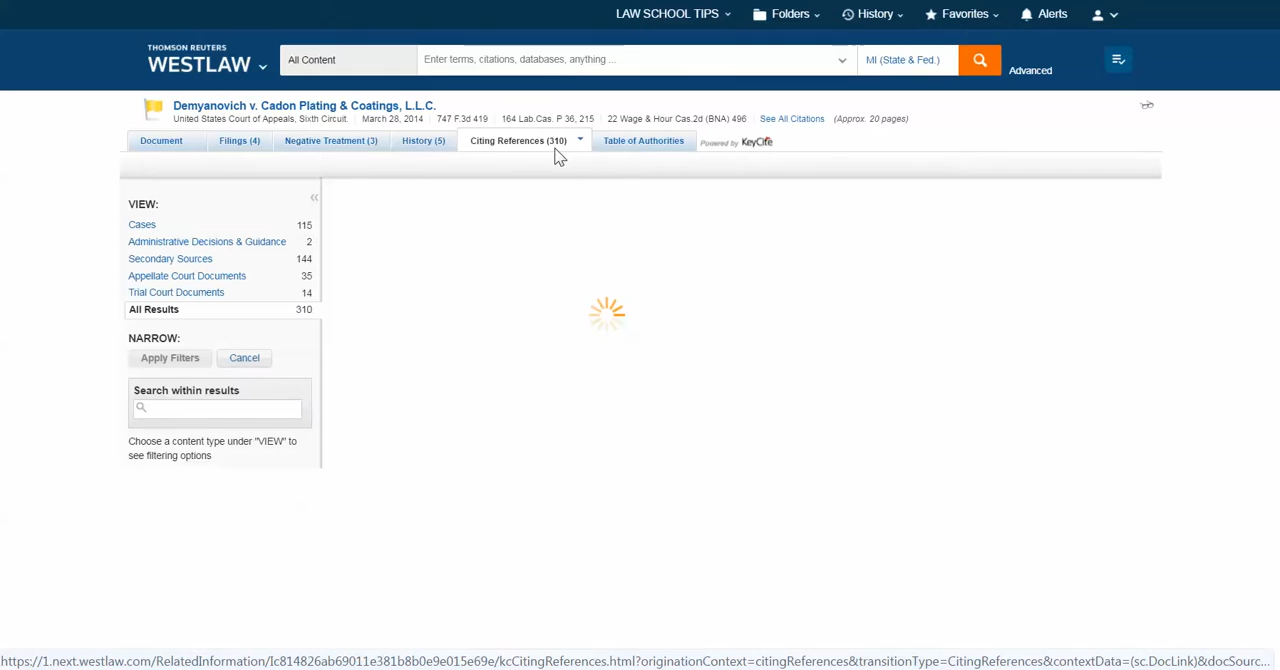 LAW SCHOOL TIPS Folders History Favorites Alerts
THOMSON REUTERS
WESTLAW
All Content Enter terms, citations, databases, anything ... MI (State & Fed.) Advanced
Demyanovich v. Cadon Plating & Coatings, L.L.C.
United States Court of Appeals, Sixth Circuit. March 28, 2014 747 F.3d 419 164 Lab.Cas. P 36, 215 22 Wage & Hour Cas.2d (BNA) 496 See All Citations (Approx. 20 pages)
Document Filings (4) Negative Treatment (3) History (5) Citing References (310) Table of Authorities Powered by KeyCite
VIEW:
Cases 115
Administrative Decisions & Guidance 2
Secondary Sources 144
Appellate Court Documents 35
Trial Court Documents 14
All Results 310
NARROW:
Apply Filters Cancel
Search within results
Choose a content type under "VIEW" to
see filtering options
https://1.next.westlaw.com/RelatedInformation/Ic814826ab69011e381b8b0e9e015e69e/kcCitingReferences.html?originationContext=citingReferences&transitionType=CitingReferences&contextData=(sc.DocLink)&docSourc...